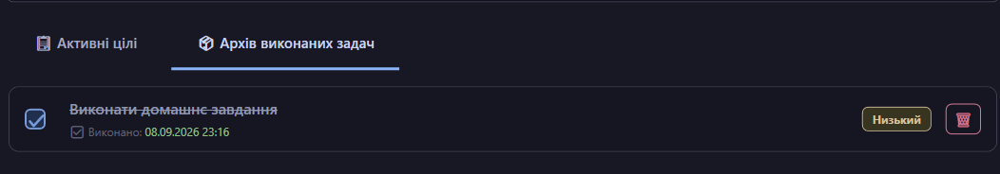 Активні цілі
Архів виконаних задач
Виконати домашнє завдання
Виконано: 08.09.2026 23:16
Низький